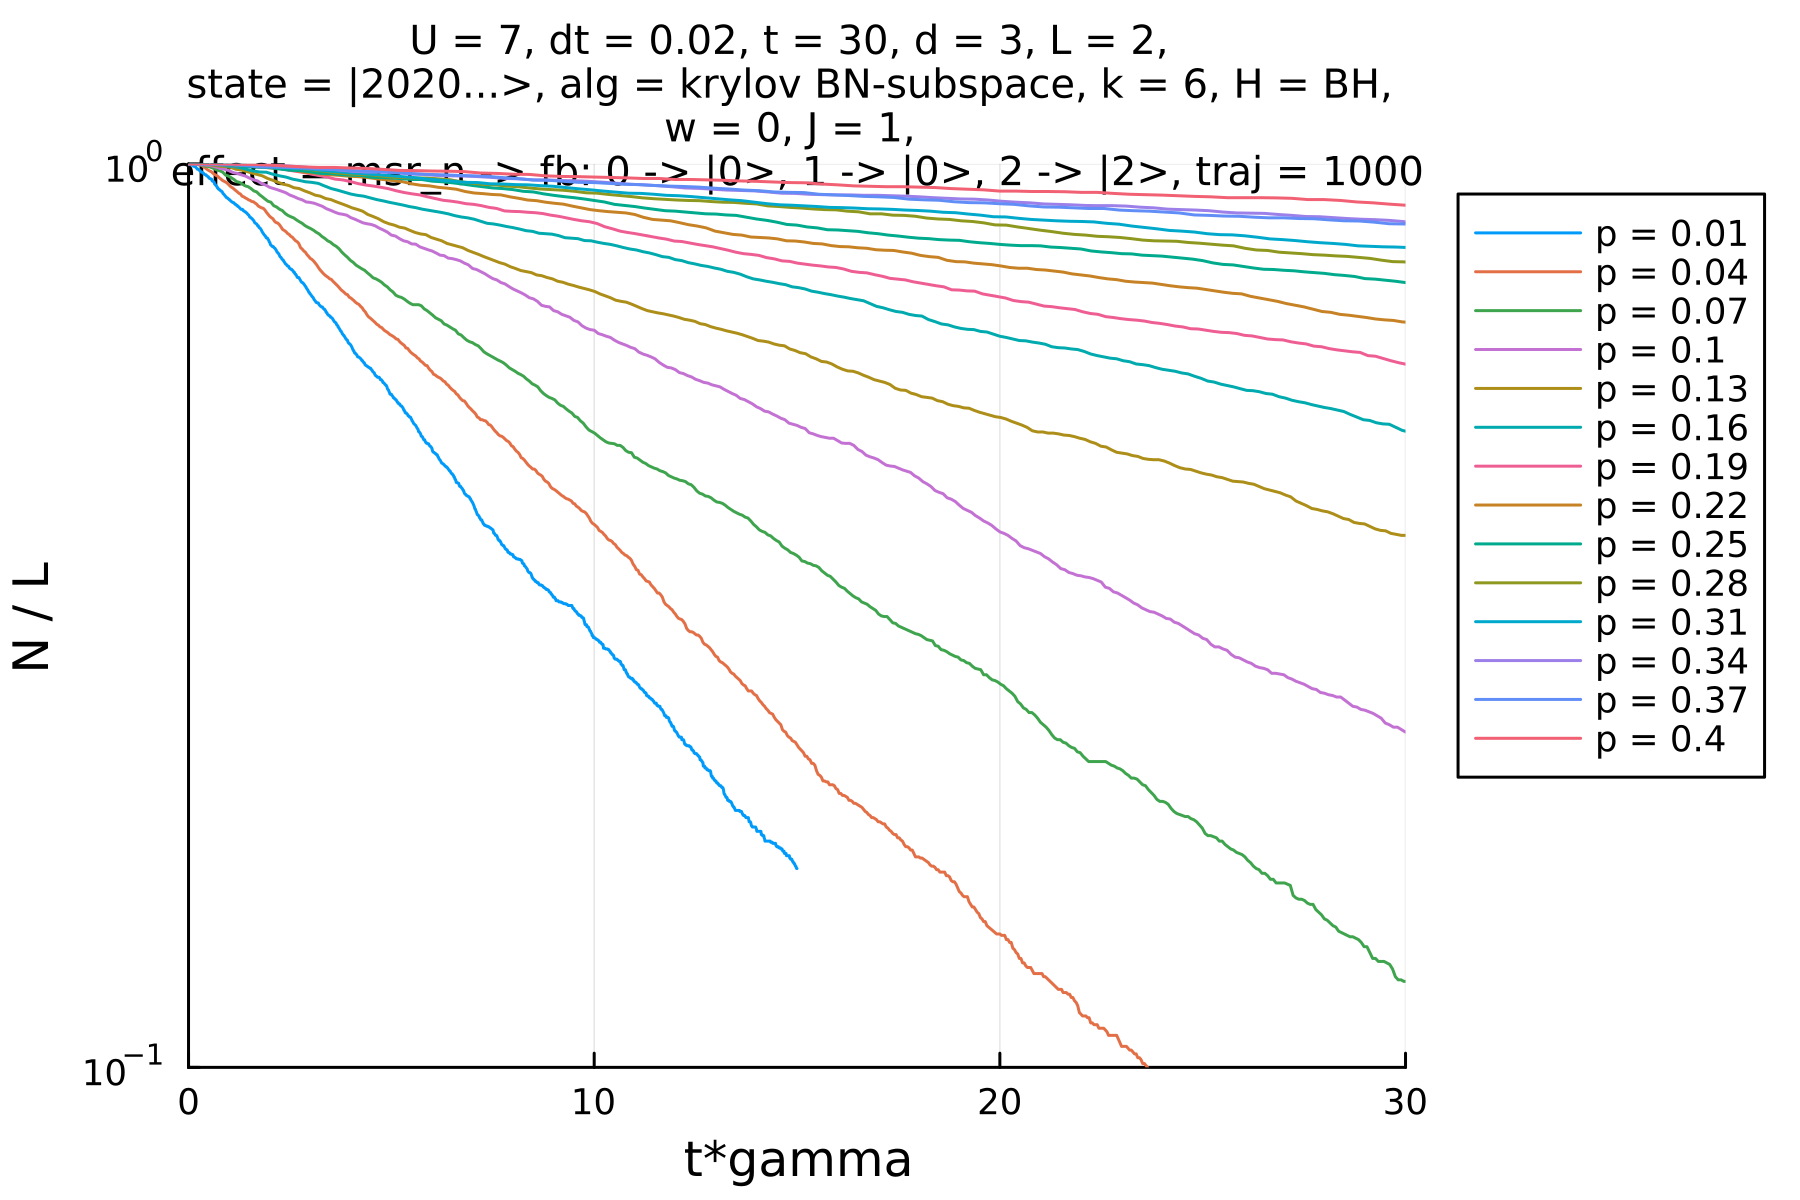 U = 7, dt = 0.02, t = 30, d = 3, L = 2,
state = |2020...>, alg = krylov BN-subspace, k = 6, H = BH,
w = 0, J = 1,
effect = msr_n -> fb: 0 -> |0>, 1 -> |0>, 2 -> |2>, traj = 1000
10^0
10^−1
N / L
0 10 20 30
t*gamma
p = 0.01
p = 0.04
p = 0.07
p = 0.1
p = 0.13
p = 0.16
p = 0.19
p = 0.22
p = 0.25
p = 0.28
p = 0.31
p = 0.34
p = 0.37
p = 0.4